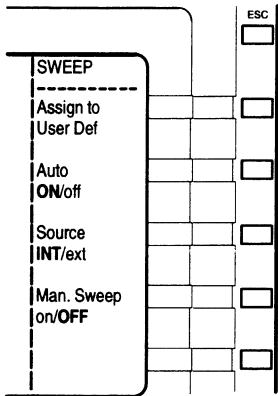 ESC
SWEEP
Assign to
User Def
Auto
ON/off
Source
INT/ext
Man. Sweep
on/OFF